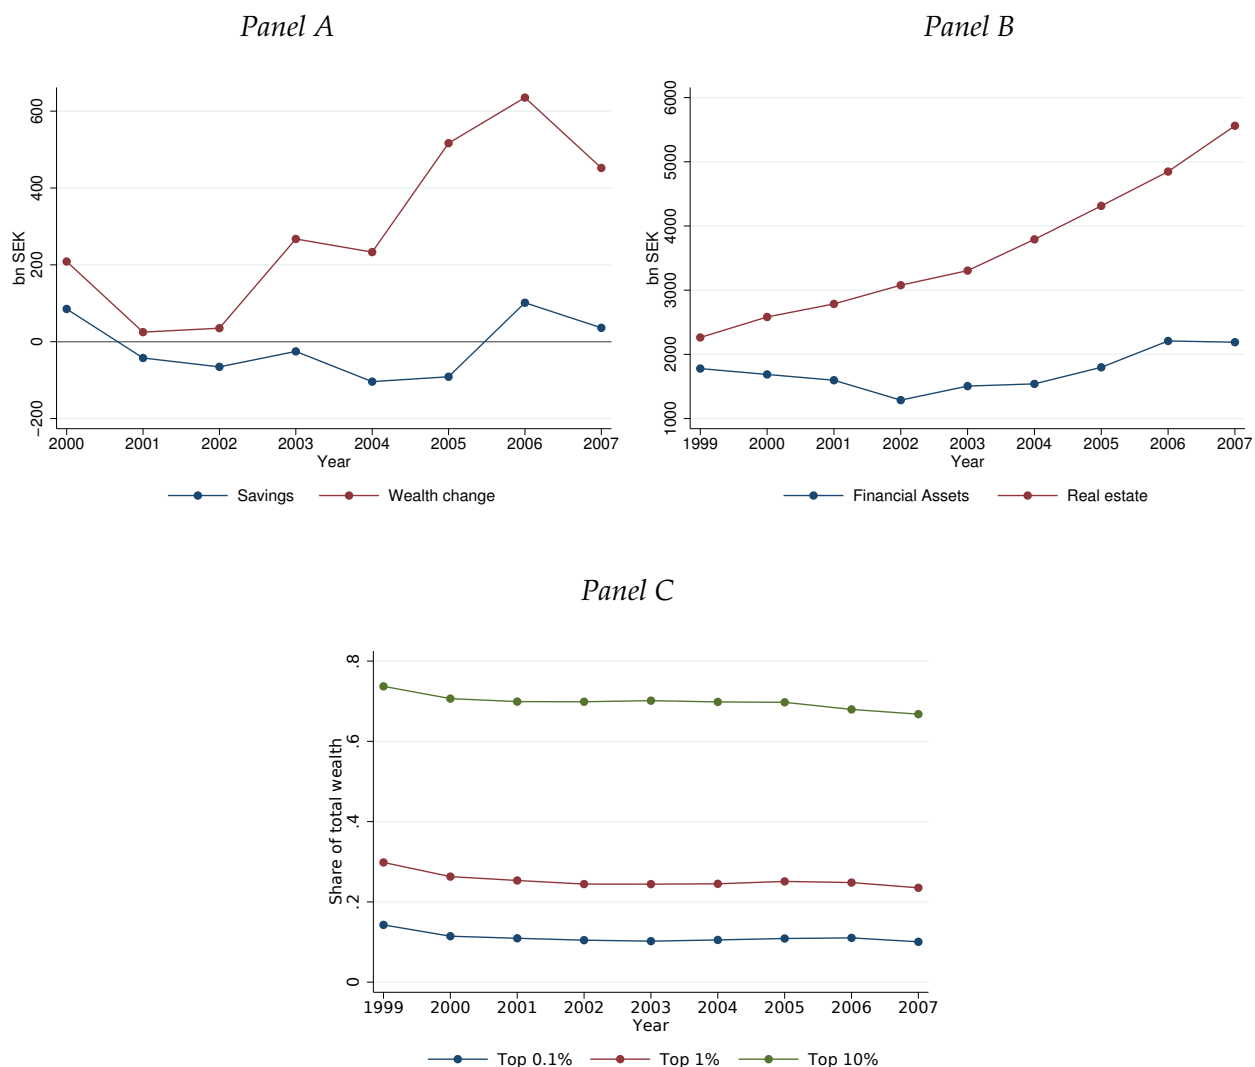 Panel A
Panel B
bn SEK
600
400
200
0
−200
2000 2001 2002 2003 2004 2005 2006 2007
Year
Savings Wealth change
bn SEK
6000
5000
4000
3000
2000
1000
1999 2000 2001 2002 2003 2004 2005 2006 2007
Year
Financial Assets Real estate
Panel C
Share of total wealth
.8
.6
.4
.2
0
1999 2000 2001 2002 2003 2004 2005 2006 2007
Year
Top 0.1% Top 1% Top 10%